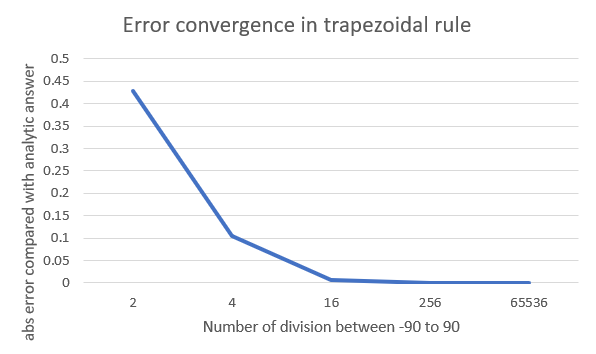 Error convergence in trapezoidal rule
abs error compared with analytic answer
0.5
0.45
0.4
0.35
0.3
0.25
0.2
0.15
0.1
0.05
0
2 4 16 256 65536
Number of division between -90 to 90